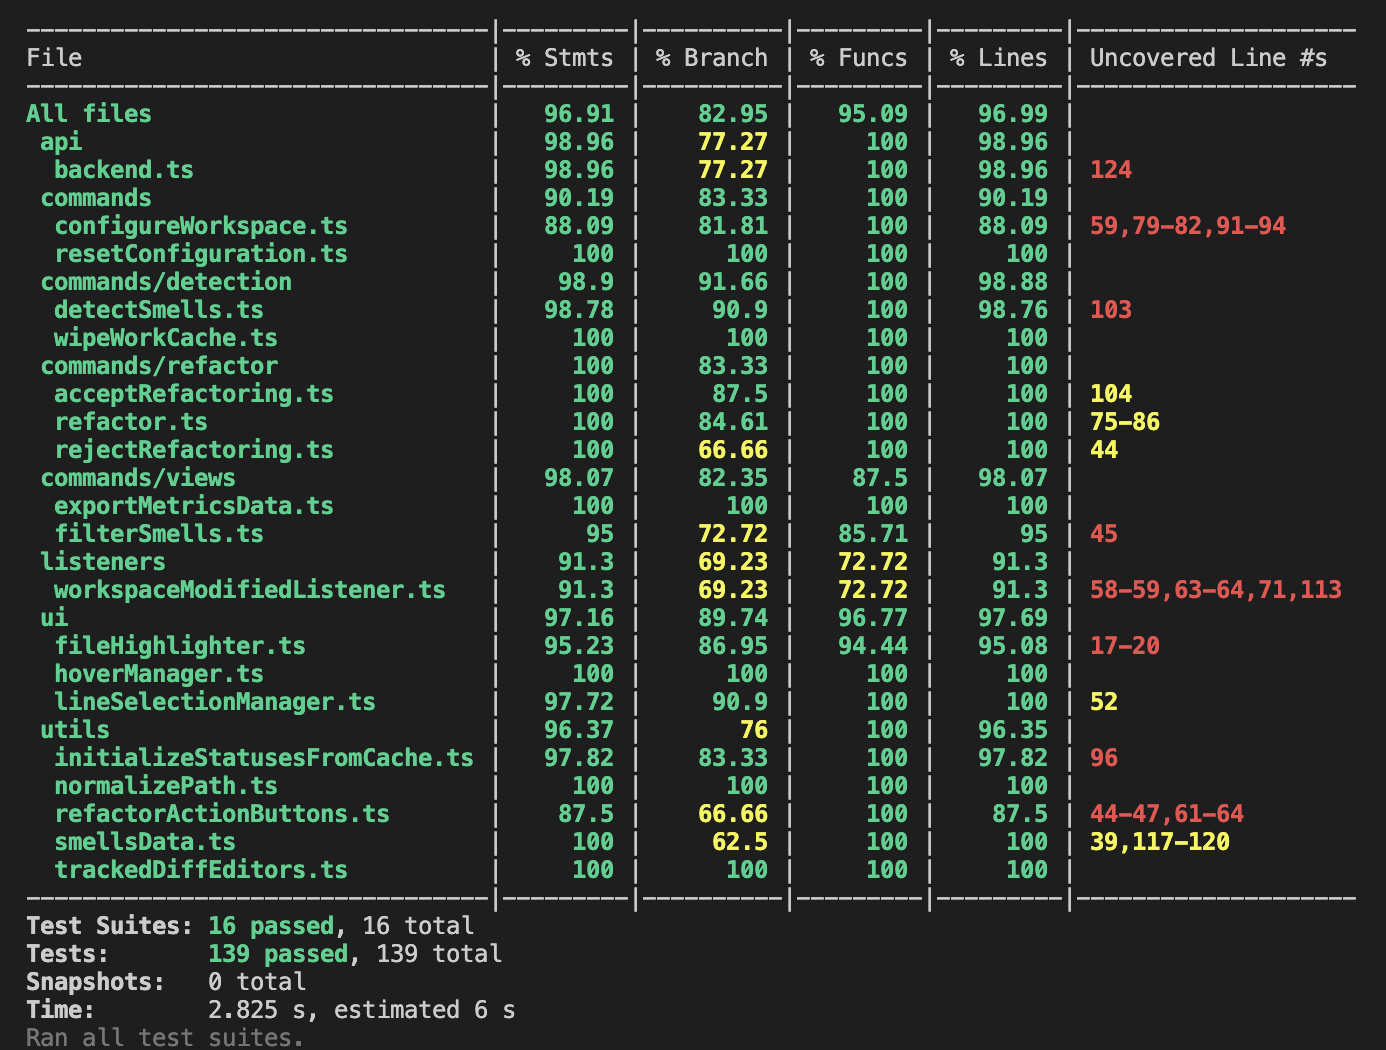 File | % Stmts | % Branch | % Funcs | % Lines | Uncovered Line #s
All files | 96.91 | 82.95 | 95.09 | 96.99 |
api | 98.96 | 77.27 | 100 | 98.96 |
backend.ts | 98.96 | 77.27 | 100 | 98.96 | 124
commands | 90.19 | 83.33 | 100 | 90.19 |
configureWorkspace.ts | 88.09 | 81.81 | 100 | 88.09 | 59,79-82,91-94
resetConfiguration.ts | 100 | 100 | 100 | 100 |
commands/detection | 98.9 | 91.66 | 100 | 98.88 |
detectSmells.ts | 98.78 | 90.9 | 100 | 98.76 | 103
wipeWorkCache.ts | 100 | 100 | 100 | 100 |
commands/refactor | 100 | 83.33 | 100 | 100 |
acceptRefactoring.ts | 100 | 87.5 | 100 | 100 | 104
refactor.ts | 100 | 84.61 | 100 | 100 | 75-86
rejectRefactoring.ts | 100 | 66.66 | 100 | 100 | 44
commands/views | 98.07 | 82.35 | 87.5 | 98.07 |
exportMetricsData.ts | 100 | 100 | 100 | 100 |
filterSmells.ts | 95 | 72.72 | 85.71 | 95 | 45
listeners | 91.3 | 69.23 | 72.72 | 91.3 |
workspaceModifiedListener.ts | 91.3 | 69.23 | 72.72 | 91.3 | 58-59,63-64,71,113
ui | 97.16 | 89.74 | 96.77 | 97.69 |
fileHighlighter.ts | 95.23 | 86.95 | 94.44 | 95.08 | 17-20
hoverManager.ts | 100 | 100 | 100 | 100 |
lineSelectionManager.ts | 97.72 | 90.9 | 100 | 100 | 52
utils | 96.37 | 76 | 100 | 96.35 |
initializeStatusesFromCache.ts | 97.82 | 83.33 | 100 | 97.82 | 96
normalizePath.ts | 100 | 100 | 100 | 100 |
refactorActionButtons.ts | 87.5 | 66.66 | 100 | 87.5 | 44-47,61-64
smellsData.ts | 100 | 62.5 | 100 | 100 | 39,117-120
trackedDiffEditors.ts | 100 | 100 | 100 | 100 |
Test Suites: 16 passed, 16 total
Tests: 139 passed, 139 total
Snapshots: 0 total
Time: 2.825 s, estimated 6 s
Ran all test suites.